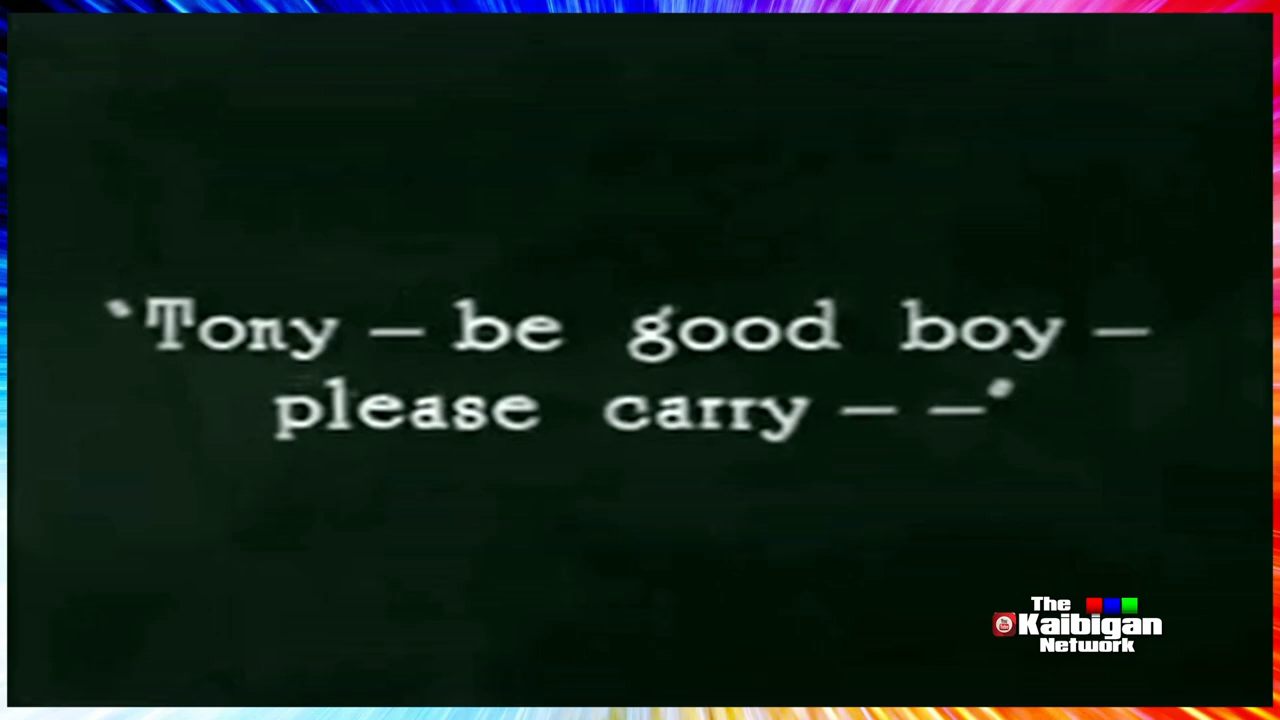 ‘Tony — be good boy —
please carry — —’
The
Kaibigan
Network